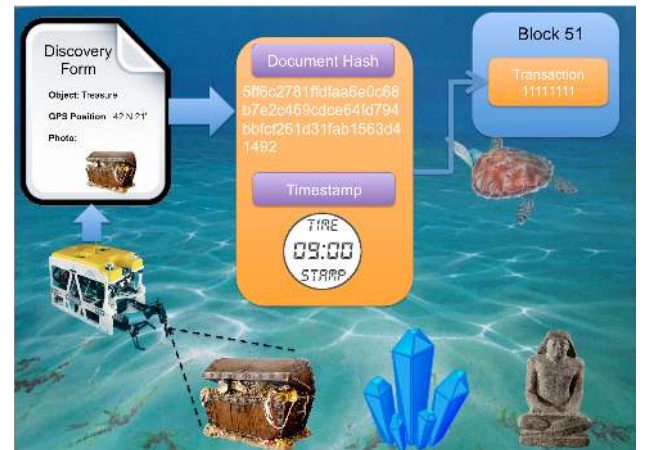 Discovery
Form
Object: Treasure
GPS Position 42 N 21'
Photo:
Document Hash
5ff6c2781ffdfaa6e0c68
b7e2c469cdce64fd794
bbfcf261d31fab1563d4
1492
Timestamp
TIME
09:00
STAMP
Block 51
Transaction
11111111